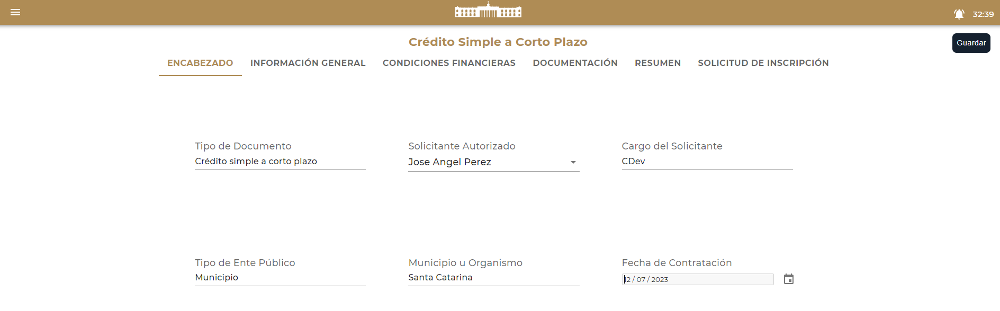 32:39
Crédito Simple a Corto Plazo
Guardar
ENCABEZADO INFORMACIÓN GENERAL CONDICIONES FINANCIERAS DOCUMENTACIÓN RESUMEN SOLICITUD DE INSCRIPCIÓN
Tipo de Documento Solicitante Autorizado Cargo del Solicitante
Crédito simple a corto plazo Jose Angel Perez CDev
Tipo de Ente Público Municipio u Organismo Fecha de Contratación
Municipio Santa Catarina 12 / 07 / 2023